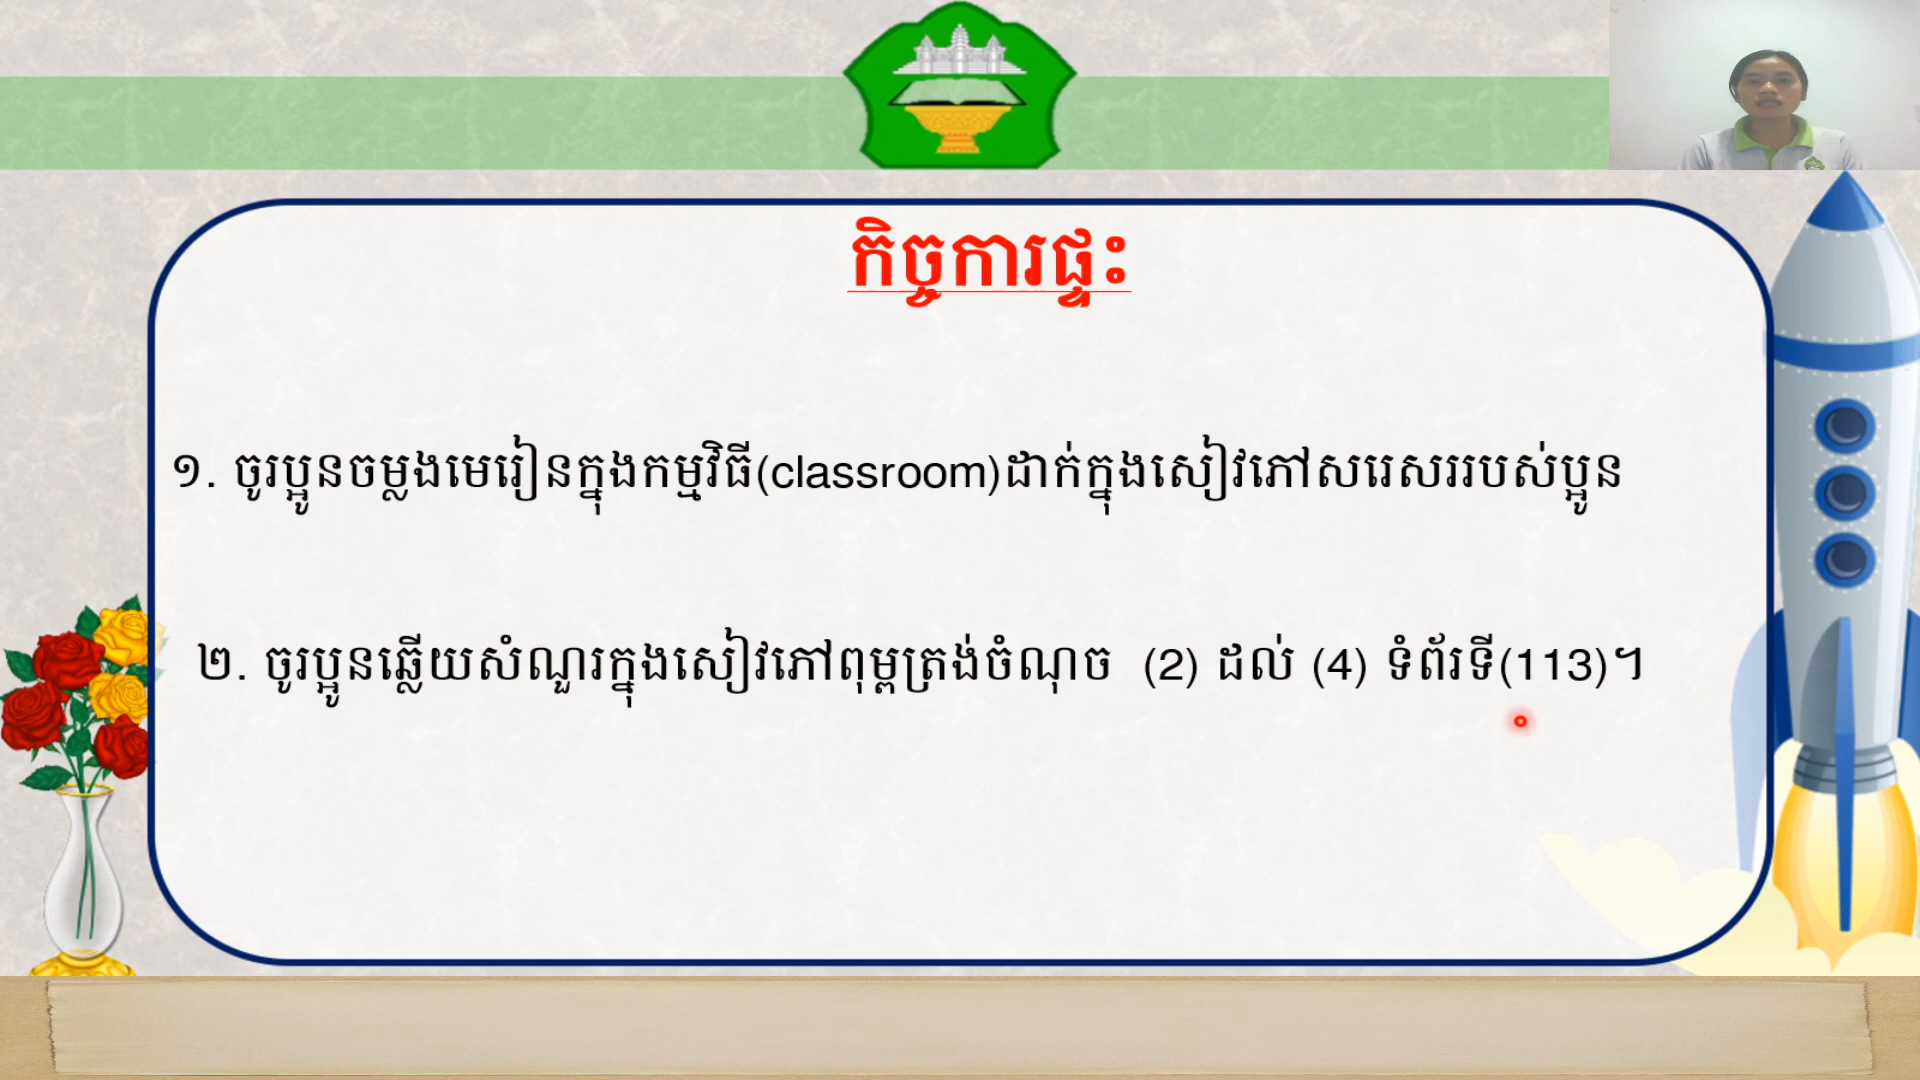 កិច្ចការផ្ទះ
១. ចូរប្អូនចម្លងមេរៀនក្នុងកម្មវិធី(classroom)ដាក់ក្នុងសៀវភៅសរេសររបស់ប្អូន
២. ចូរប្អូនឆ្លើយសំណួរក្នុងសៀវភៅពុម្ពត្រង់ចំណុច (2) ដល់ (4) ទំព័រទី(113)។